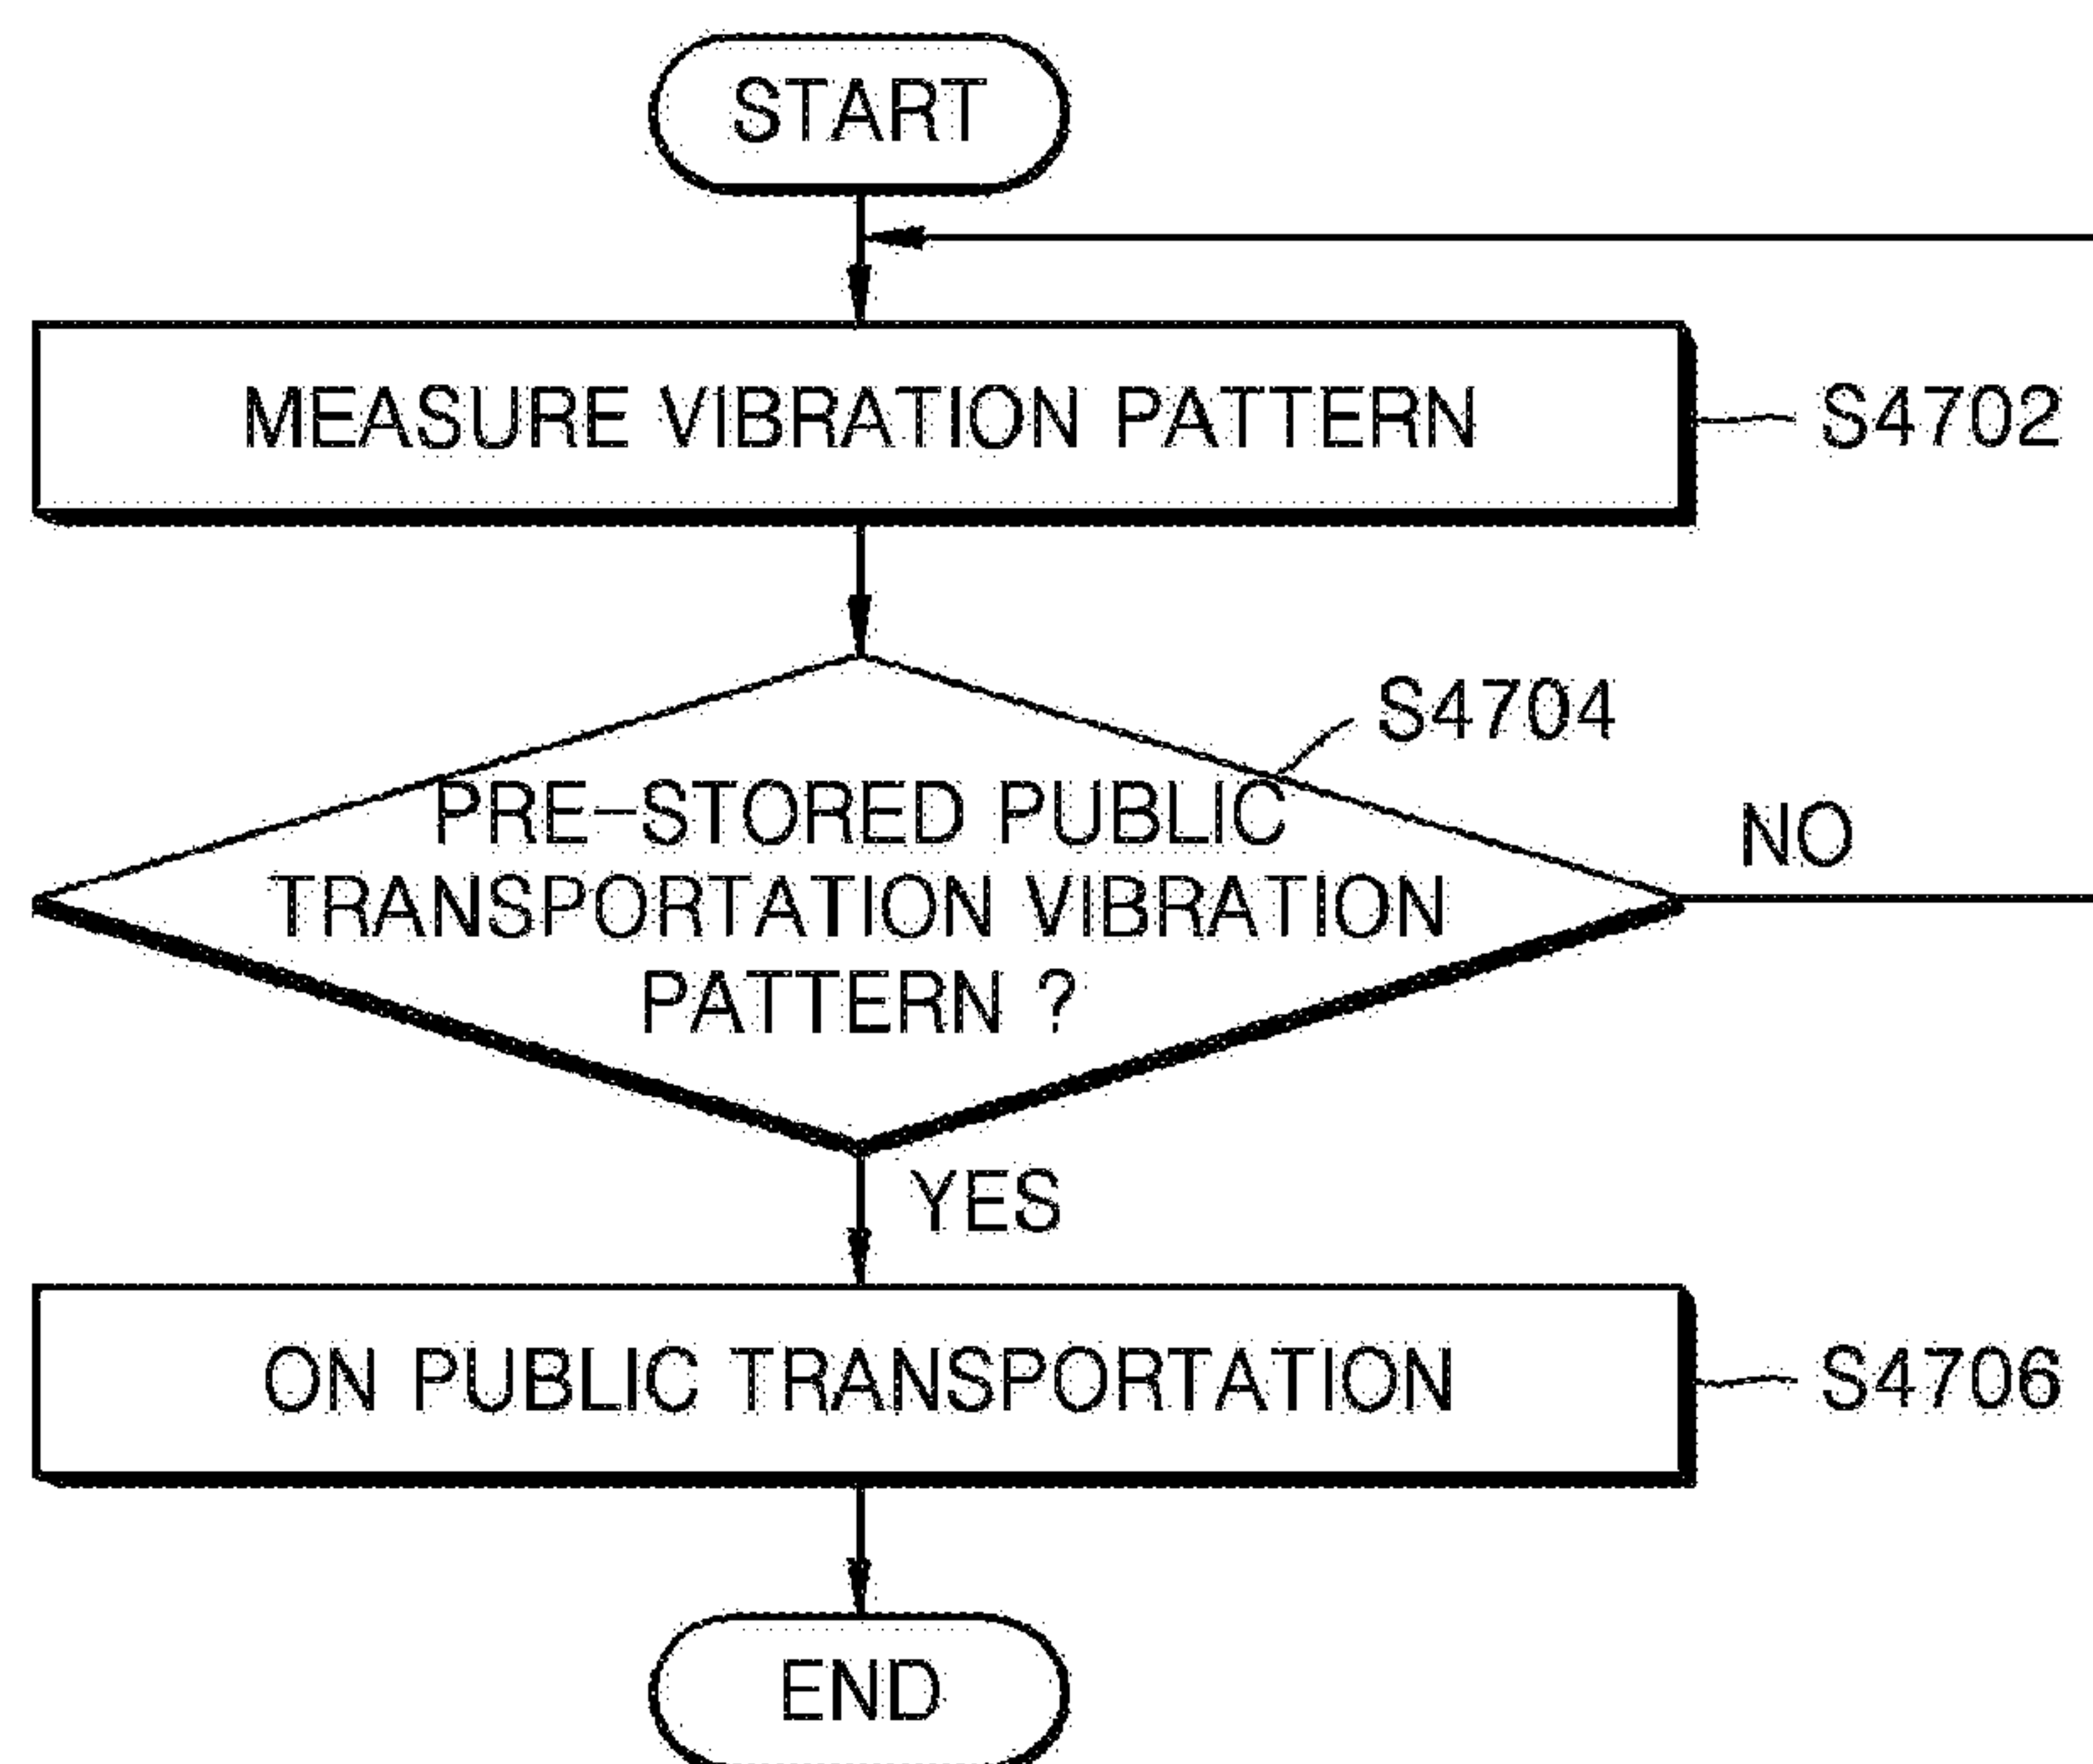 START
MEASURE VIBRATION PATTERN
S4702
S4704
PRE-STORED PUBLIC
TRANSPORTATION VIBRATION
PATTERN ?
NO
YES
ON PUBLIC TRANSPORTATION
S4706
END